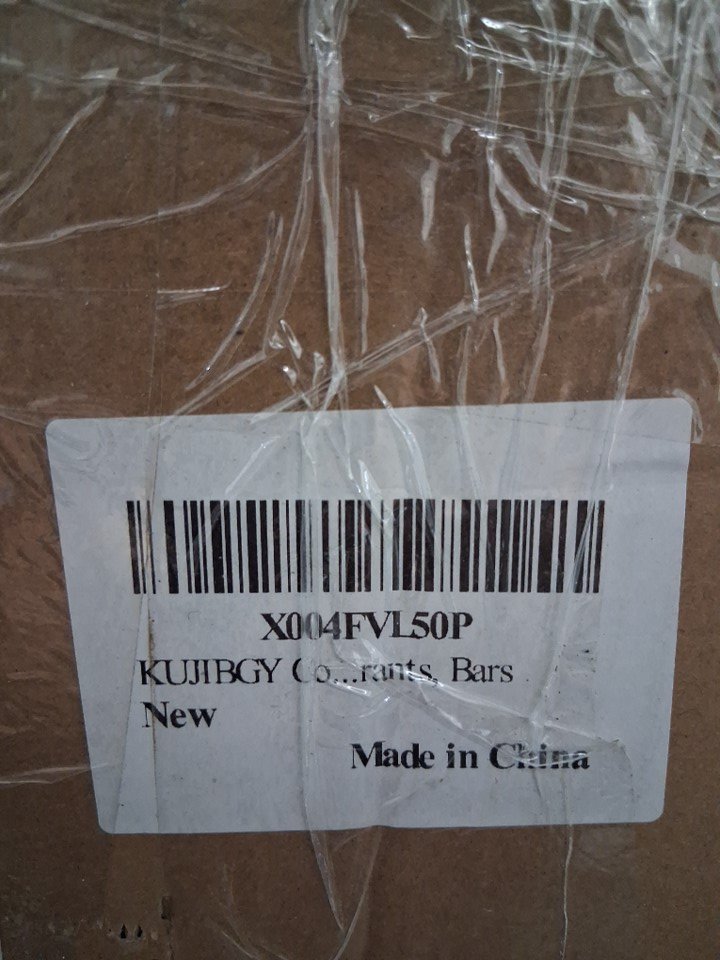 X004FVL50P
KUJIBGY Co...rants, Bars
New
Made in China